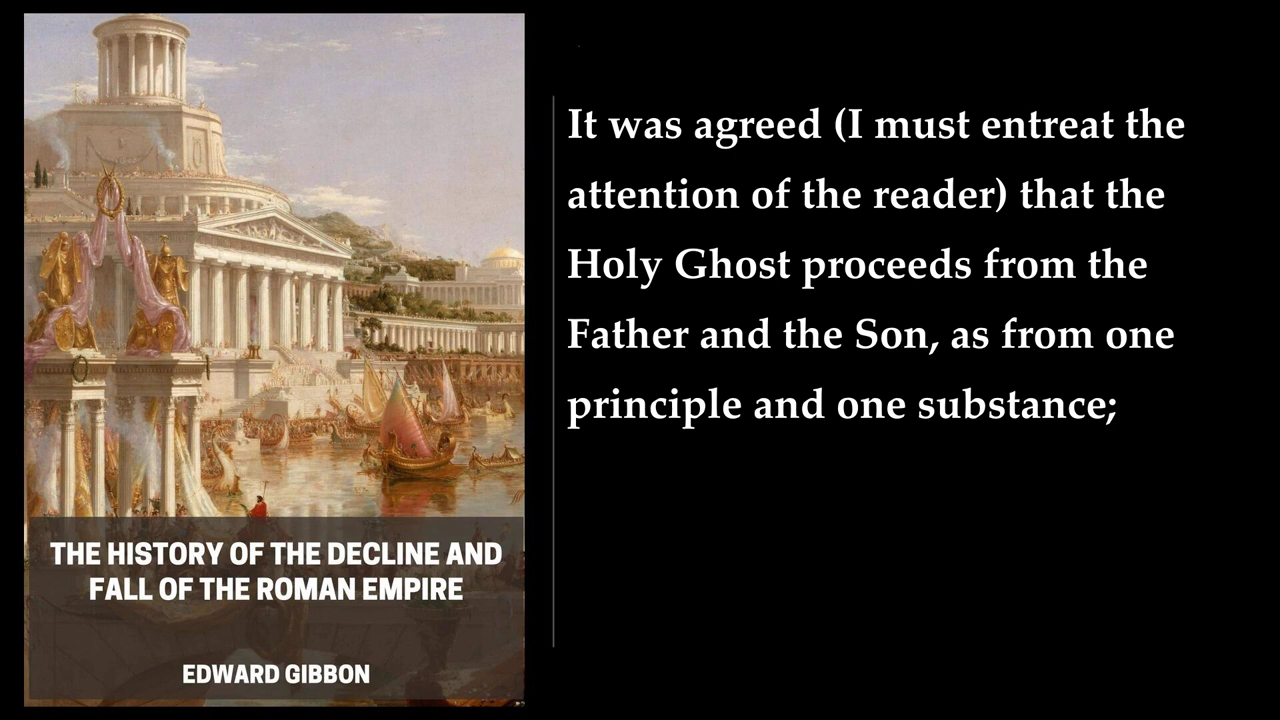 It was agreed (I must entreat the
attention of the reader) that the
Holy Ghost proceeds from the
Father and the Son, as from one
principle and one substance;
THE HISTORY OF THE DECLINE AND
FALL OF THE ROMAN EMPIRE
EDWARD GIBBON